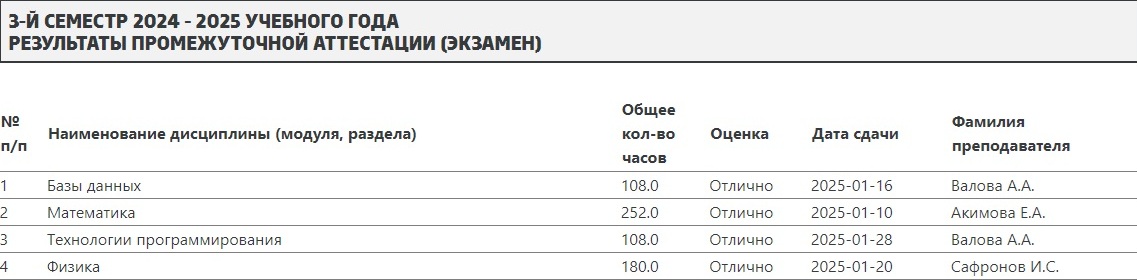 3-Й СЕМЕСТР 2024 - 2025 УЧЕБНОГО ГОДА
РЕЗУЛЬТАТЫ ПРОМЕЖУТОЧНОЙ АТТЕСТАЦИИ (ЭКЗАМЕН)
№ п/п Наименование дисциплины (модуля, раздела) Общее кол-во часов Оценка Дата сдачи Фамилия преподавателя
1 Базы данных 108.0 Отлично 2025-01-16 Валова А.А.
2 Математика 252.0 Отлично 2025-01-10 Акимова Е.А.
3 Технологии программирования 108.0 Отлично 2025-01-28 Валова А.А.
4 Физика 180.0 Отлично 2025-01-20 Сафронов И.С.